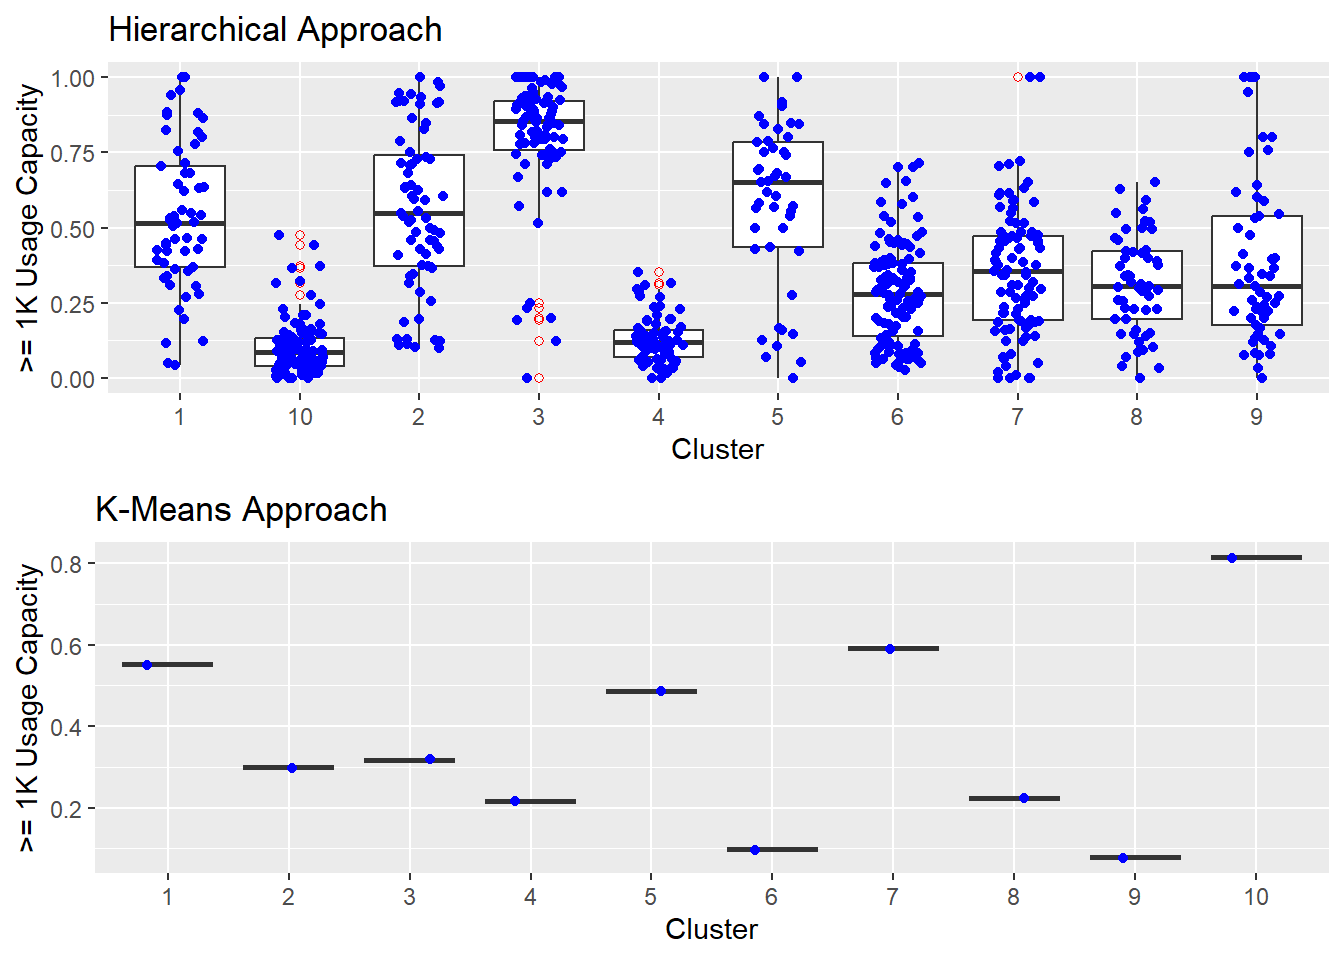 Hierarchical Approach
>= 1K Usage Capacity
1.00
0.75
0.50
0.25
0.00
1 10 2 3 4 5 6 7 8 9
Cluster
K-Means Approach
>= 1K Usage Capacity
0.8
0.6
0.4
0.2
1 2 3 4 5 6 7 8 9 10
Cluster